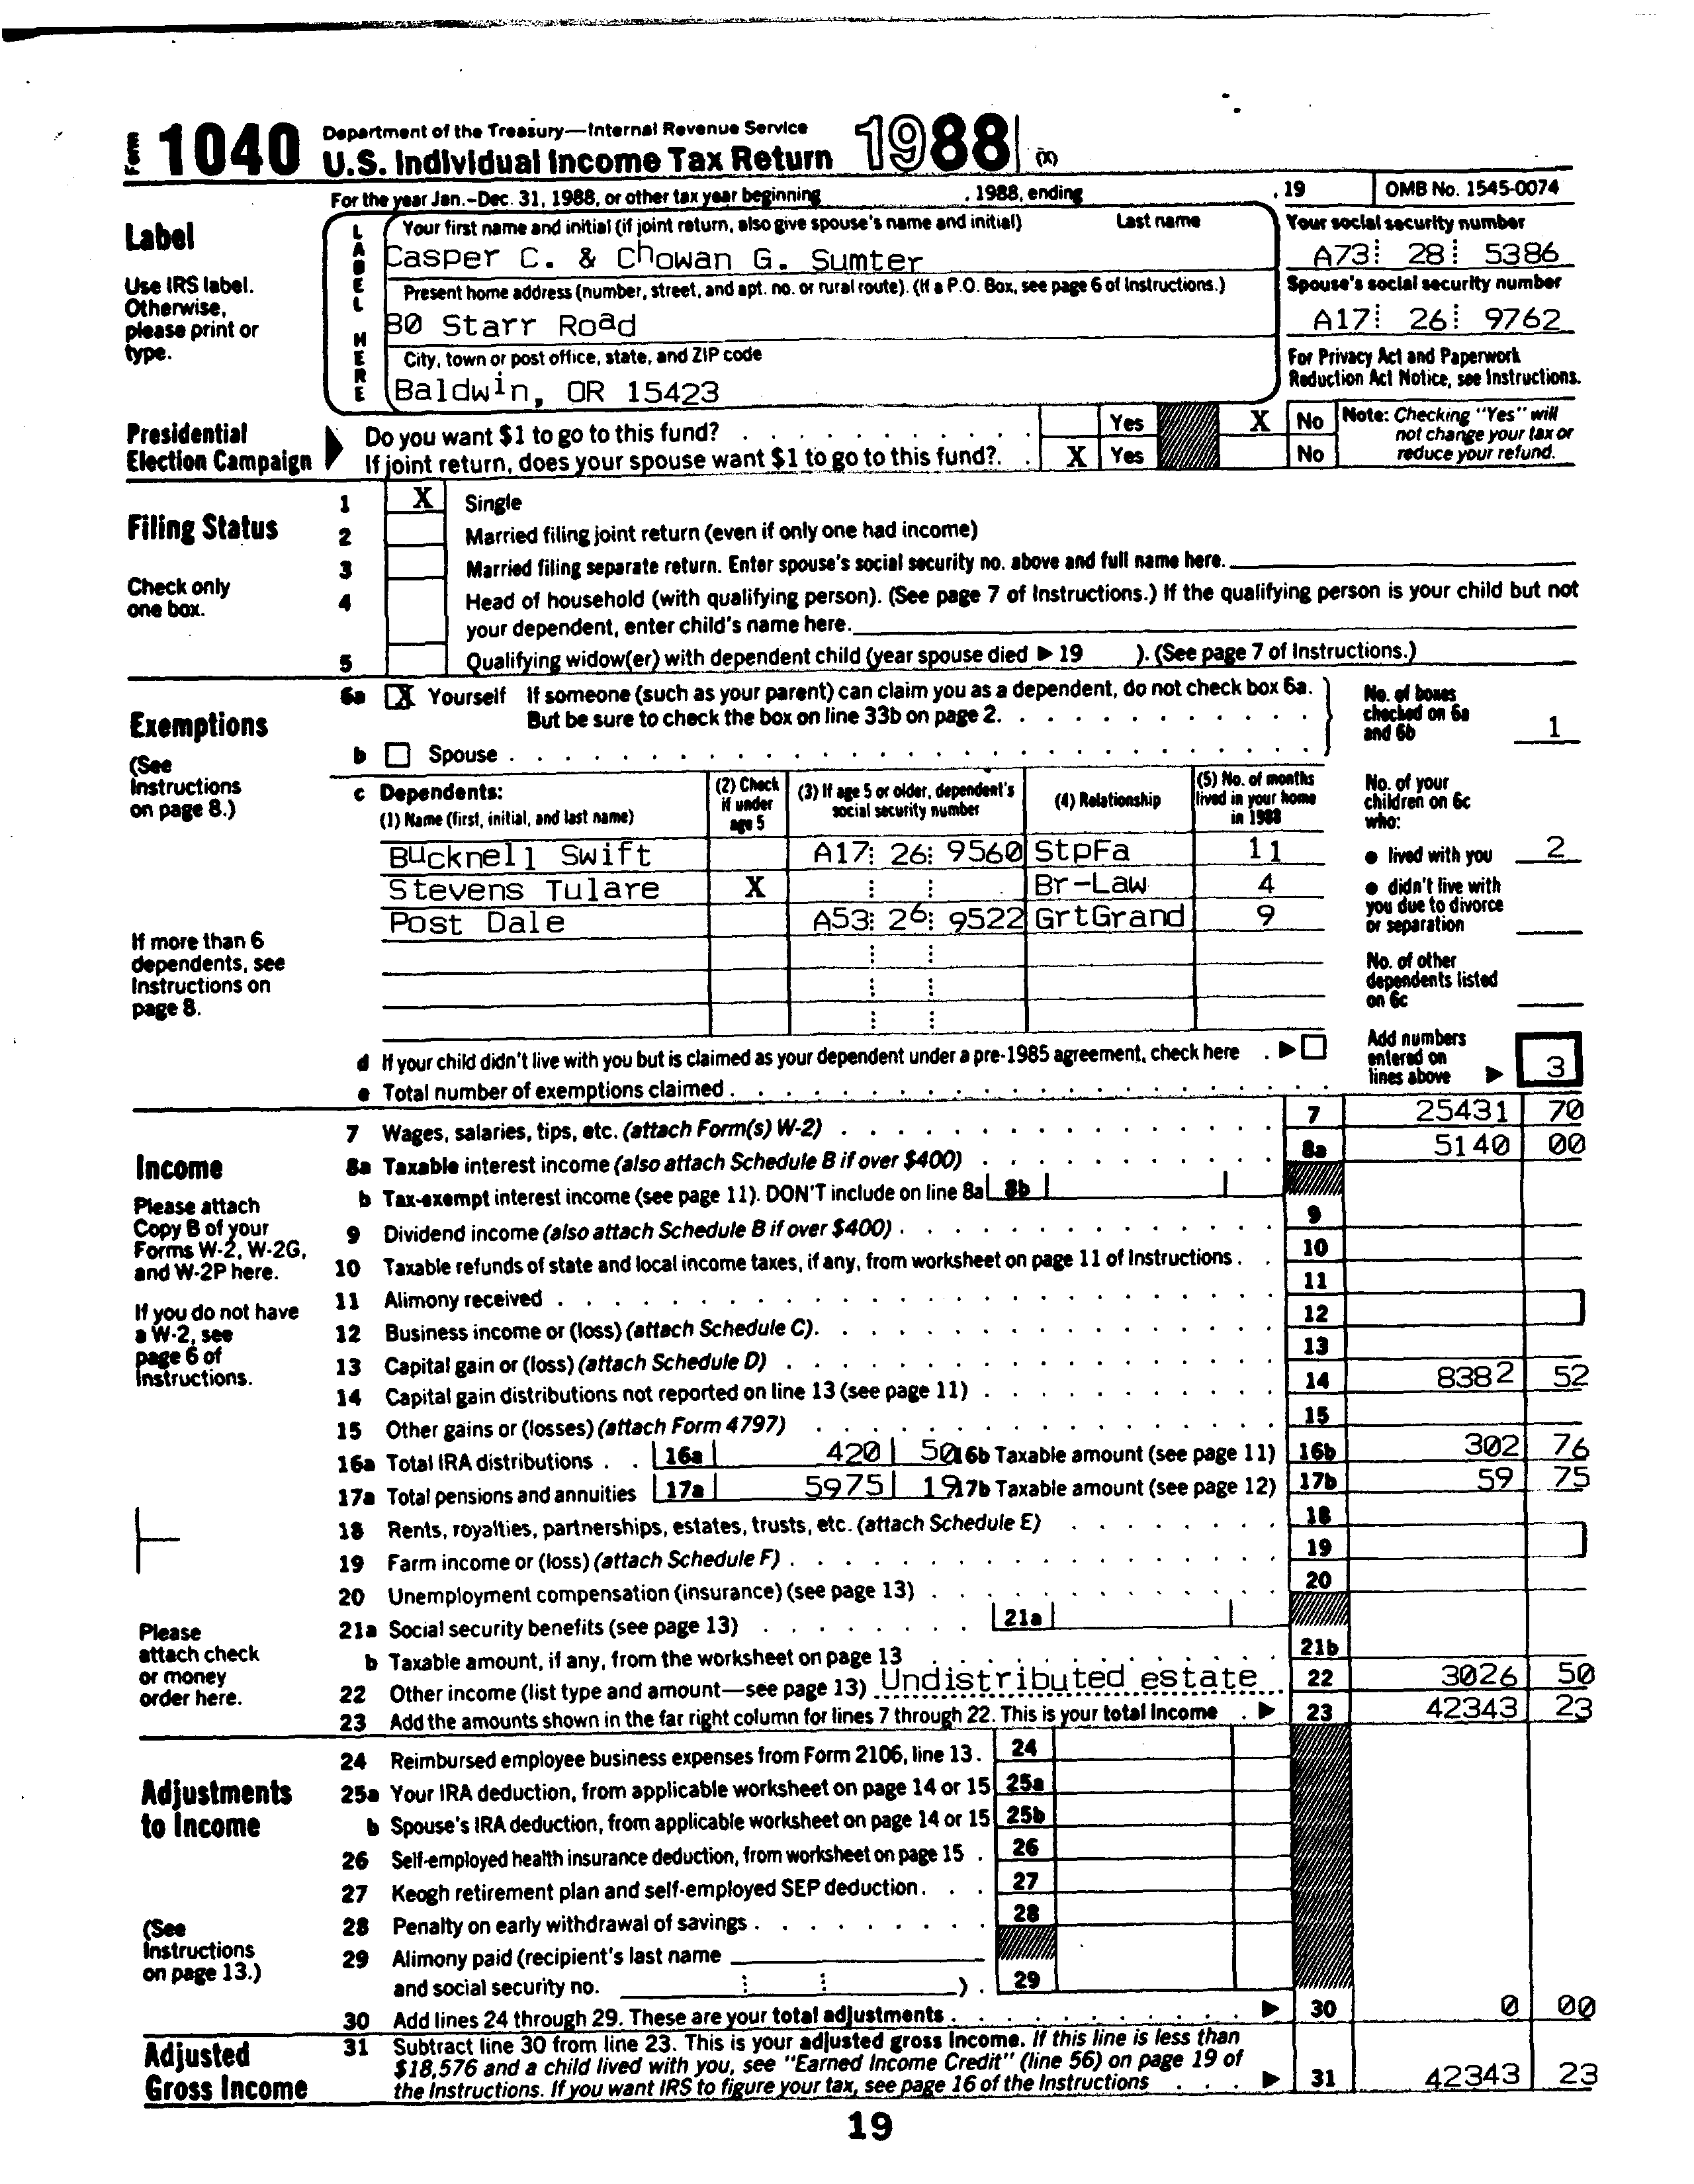 Form 1040 Department of the Treasury—Internal Revenue Service
U.S. Individual Income Tax Return 1988 (X)
For the year Jan.-Dec. 31, 1988, or other tax year beginning , 1988, ending , 19 OMB No. 1545-0074
Label
Use IRS label.
Otherwise,
please print or
type.
LABEL HERE
Your first name and initial (if joint return, also give spouse's name and initial) Last name
Casper C. & Chowan G. Sumter
Your social security number
A73 28 5386
Present home address (number, street, and apt. no. or rural route). (If a P.O. Box, see page 6 of Instructions.)
80 Starr Road
Spouse's social security number
A17 26 9762
City, town or post office, state, and ZIP code
Baldwin, OR 15423
For Privacy Act and Paperwork
Reduction Act Notice, see Instructions.
Presidential
Election Campaign
Do you want $1 to go to this fund? Yes X No
If joint return, does your spouse want $1 to go to this fund? X Yes No
Note: Checking "Yes" will
not change your tax or
reduce your refund.
Filing Status
Check only
one box.
1 X Single
2 Married filing joint return (even if only one had income)
3 Married filing separate return. Enter spouse's social security no. above and full name here.
4 Head of household (with qualifying person). (See page 7 of Instructions.) If the qualifying person is your child but not
your dependent, enter child's name here.
5 Qualifying widow(er) with dependent child (year spouse died ▶ 19 ). (See page 7 of Instructions.)
Exemptions
(See
Instructions
on page 8.)
If more than 6
dependents, see
Instructions on
page 8.
6a X Yourself If someone (such as your parent) can claim you as a dependent, do not check box 6a.
But be sure to check the box on line 33b on page 2.
b Spouse
No. of boxes
checked on 6a
and 6b 1
c Dependents:
(1) Name (first, initial, and last name)
(2) Check
if under
age 5
(3) If age 5 or older, dependent's
social security number
(4) Relationship
(5) No. of months
lived in your home
in 1988
Bucknell Swift A17 26 9560 StpFa 11
Stevens Tulare X Br-Law 4
Post Dale A53 26 9522 GrtGrand 9
No. of your
children on 6c
who:
● lived with you 2
● didn't live with
you due to divorce
or separation
No. of other
dependents listed
on 6c
d If your child didn't live with you but is claimed as your dependent under a pre-1985 agreement, check here ▶
e Total number of exemptions claimed
Add numbers
entered on
lines above ▶ 3
Income
Please attach
Copy B of your
Forms W-2, W-2G,
and W-2P here.
If you do not have
a W-2, see
page 6 of
Instructions.
Please
attach check
or money
order here.
7 Wages, salaries, tips, etc. (attach Form(s) W-2) 7 25431 70
8a Taxable interest income (also attach Schedule B if over $400) 8a 5140 00
b Tax-exempt interest income (see page 11). DON'T include on line 8a 8b
9 Dividend income (also attach Schedule B if over $400) 9
10 Taxable refunds of state and local income taxes, if any, from worksheet on page 11 of Instructions 10
11 Alimony received 11
12 Business income or (loss) (attach Schedule C) 12
13 Capital gain or (loss) (attach Schedule D) 13
14 Capital gain distributions not reported on line 13 (see page 11) 14 8382 52
15 Other gains or (losses) (attach Form 4797) 15
16a Total IRA distributions 16a 420 50 16b Taxable amount (see page 11) 16b 302 76
17a Total pensions and annuities 17a 5975 19 17b Taxable amount (see page 12) 17b 59 75
18 Rents, royalties, partnerships, estates, trusts, etc. (attach Schedule E) 18
19 Farm income or (loss) (attach Schedule F) 19
20 Unemployment compensation (insurance) (see page 13) 20
21a Social security benefits (see page 13) 21a
b Taxable amount, if any, from the worksheet on page 13 21b
22 Other income (list type and amount—see page 13) Undistributed estate 22 3026 50
23 Add the amounts shown in the far right column for lines 7 through 22. This is your total income ▶ 23 42343 23
Adjustments
to Income
(See
Instructions
on page 13.)
24 Reimbursed employee business expenses from Form 2106, line 13. 24
25a Your IRA deduction, from applicable worksheet on page 14 or 15 25a
b Spouse's IRA deduction, from applicable worksheet on page 14 or 15 25b
26 Self-employed health insurance deduction, from worksheet on page 15 26
27 Keogh retirement plan and self-employed SEP deduction 27
28 Penalty on early withdrawal of savings 28
29 Alimony paid (recipient's last name
and social security no. ) 29
30 Add lines 24 through 29. These are your total adjustments ▶ 30 0 00
Adjusted
Gross Income
31 Subtract line 30 from line 23. This is your adjusted gross income. If this line is less than
$18,576 and a child lived with you, see "Earned Income Credit" (line 56) on page 19 of
the Instructions. If you want IRS to figure your tax, see page 16 of the Instructions ▶ 31 42343 23
19